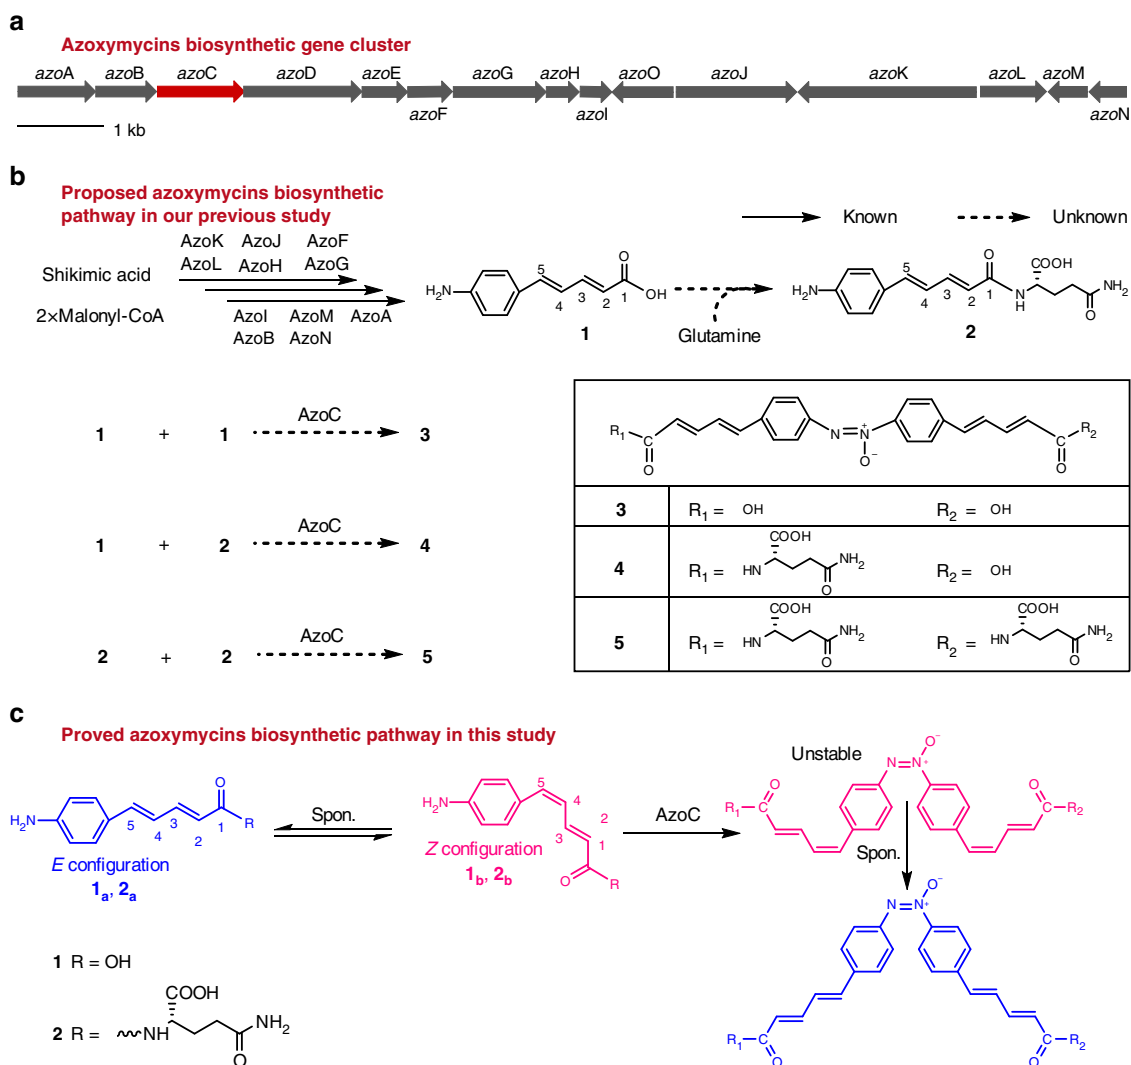 a
Azoxymycins biosynthetic gene cluster
azoA azoB azoC azoD azoE azoG azoH azoO azoJ azoK azoL azoM
azoF azoI azoN
1 kb
b
Proposed azoxymycins biosynthetic
pathway in our previous study
Known Unknown
AzoK AzoJ AzoF
AzoL AzoH AzoG
Shikimic acid
2×Malonyl-CoA
AzoI AzoM AzoA
AzoB AzoN
H2N 5 4 3 2 1 O OH
1
Glutamine
H2N 5 4 3 2 1 O N H COOH NH2 O
2
1 + 1 AzoC 3
1 + 2 AzoC 4
2 + 2 AzoC 5
R1 C O N N+ O− C O R2
3 R1 = OH R2 = OH
4 R1 = HN COOH NH2 O R2 = OH
5 R1 = HN COOH NH2 O R2 = HN COOH NH2 O
c
Proved azoxymycins biosynthetic pathway in this study
H2N 5 4 3 2 1 C O R
E configuration
1a, 2a
Spon.
H2N 5 4 3 2 1 C O R
Z configuration
1b, 2b
AzoC
Unstable
R1 C O N N+ O− C O R2
Spon.
R1 C O N N+ O− C O R2
1 R = OH
2 R = NH COOH NH2 O